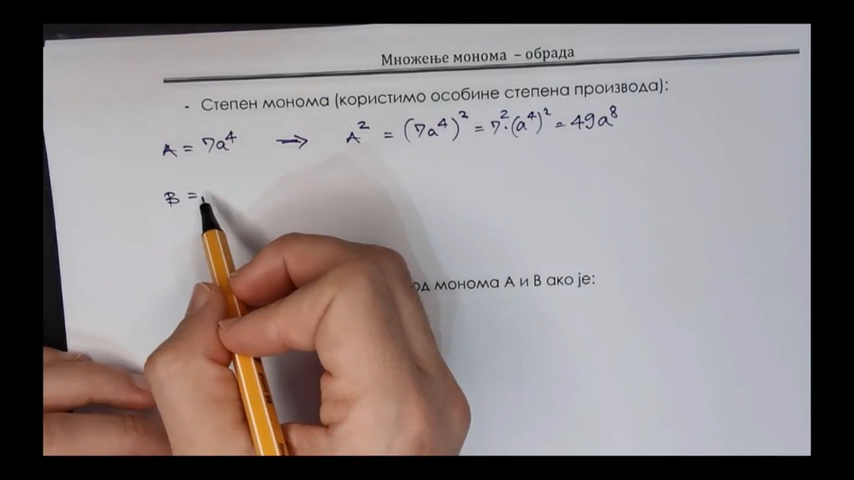 Множење монома – обрада
- Степен монома (користимо особине степена производа):
A = 7a⁴ → A² = (7a⁴)² = 7²·(a⁴)² = 49a⁸
B =
монома А и В ако је: